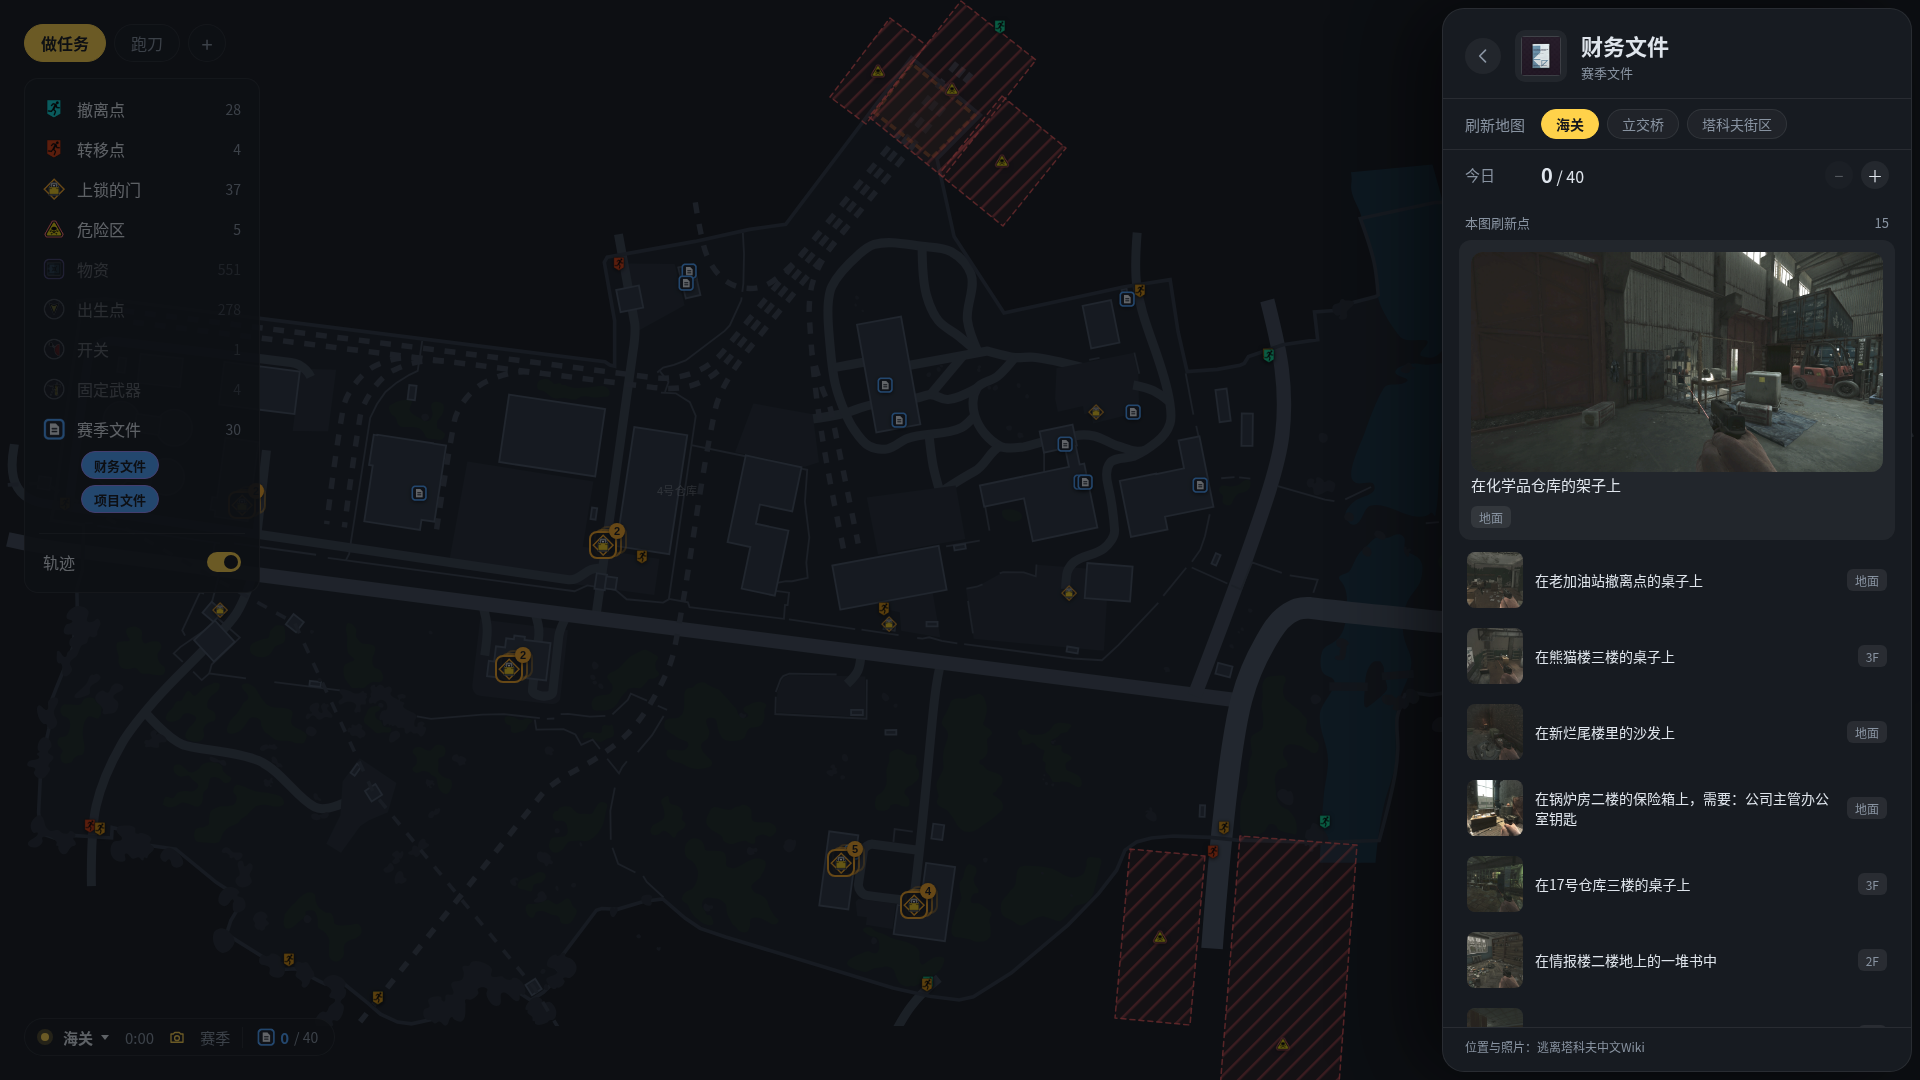 做任务
跑刀
+
撤离点 28
转移点 4
上锁的门 37
危险区 5
物资 551
出生点 278
开关 1
固定武器 4
赛季文件 30
财务文件
项目文件
轨迹
4号仓库
2
2
5
4
海关 0:00 赛季 0 / 40
财务文件
赛季文件
刷新地图 海关 立交桥 塔科夫街区
今日 0 / 40 − +
本图刷新点 15
在化学品仓库的架子上
地面
在老加油站撤离点的桌子上 地面
在熊猫楼三楼的桌子上 3F
在新烂尾楼里的沙发上 地面
在锅炉房二楼的保险箱上，需要：公司主管办公
室钥匙 地面
在17号仓库三楼的桌子上 3F
在情报楼二楼地上的一堆书中 2F
位置与照片：逃离塔科夫中文Wiki